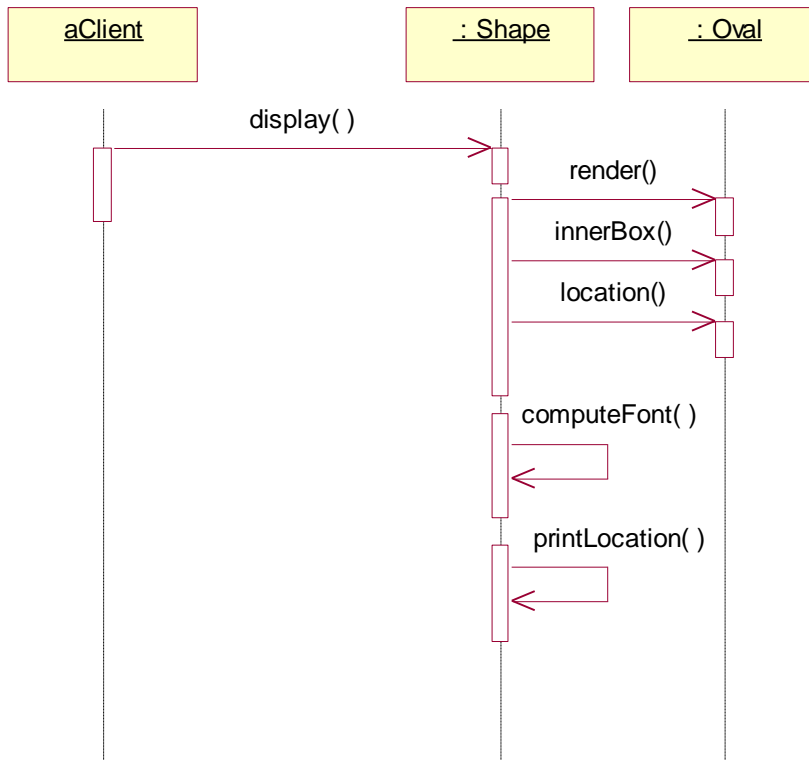 aClient
: Shape
: Oval
display( )
render()
innerBox()
location()
computeFont( )
printLocation( )